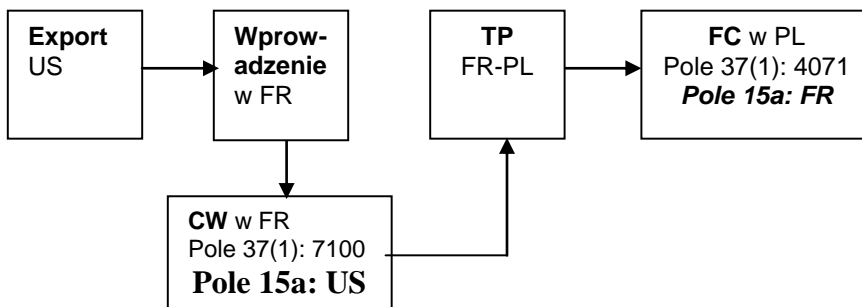 Export
US
Wprow-
adzenie
w FR
TP
FR-PL
FC w PL
Pole 37(1): 4071
Pole 15a: FR
CW w FR
Pole 37(1): 7100
Pole 15a: US